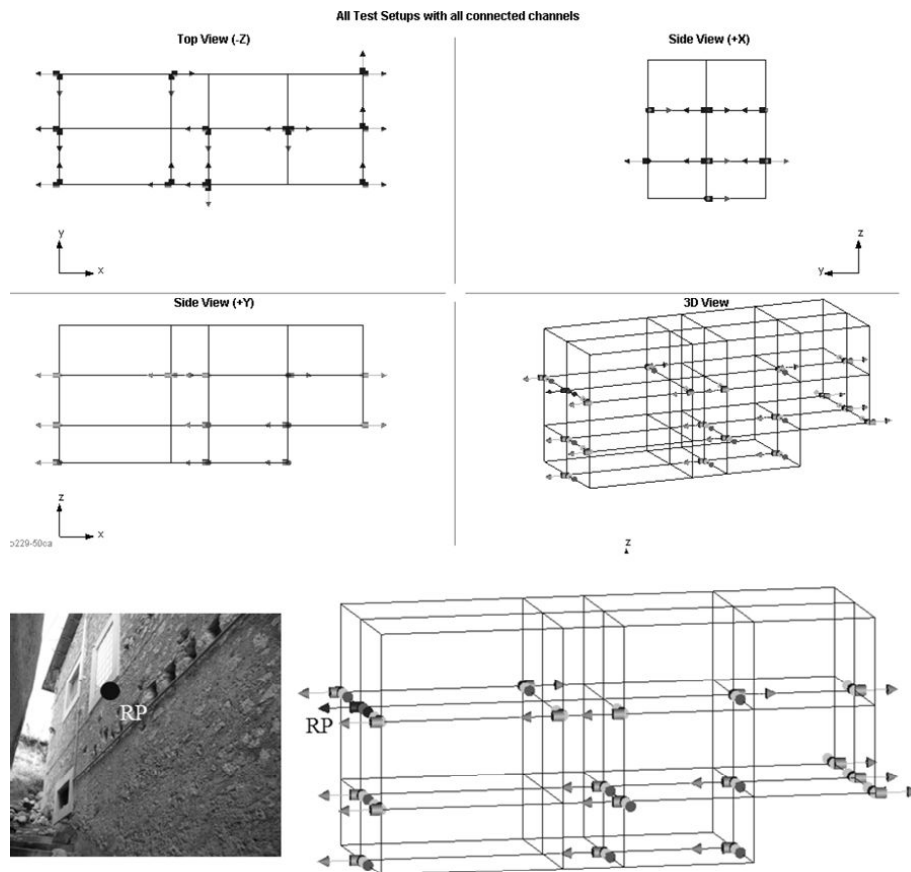 All Test Setups with all connected channels
Top View (-Z)
Side View (+X)
y
x
z
y
Side View (+Y)
3D View
z
x
z
RP
RP